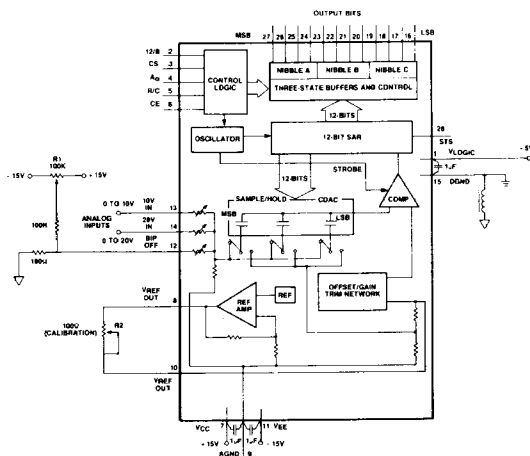 OUTPUT BITS
MSB 27 26 25 24 23 22 21 20 19 18 17 16 LSB
12/8 2
CS 3
A0 4
R/C 5
CE 6
CONTROL LOGIC
NIBBLE A NIBBLE B NIBBLE C
THREE-STATE BUFFERS AND CONTROL
12-BITS
OSCILLATOR
12-BIT SAR
28
STS
12-BITS
STROBE
COMP
1 VLOGIC
1µF
15 DGND
R1
100K
- 15V
+ 15V
100K
100Ω
0 TO 10V
10V IN
13
ANALOG INPUTS
20V IN
14
0 TO 20V
BIP OFF
12
SAMPLE/HOLD CDAC
MSB
LSB
OFFSET/GAIN TRIM NETWORK
VREF OUT
8
REF AMP
REF
100Ω
(CALIBRATION)
R2
10
VREF OUT
VCC 7
11 VEE
+ 15V
1µF
1µF
- 15V
AGND 9